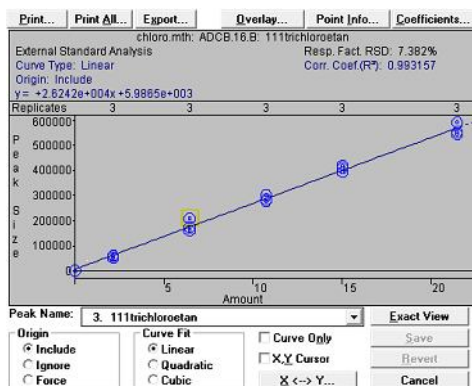 Print... Print All... Export... Overlay... Point Info... Coefficients...
chloro.mth: ADCB.16.B: 111trichloroetan
External Standard Analysis Resp. Fact. RSD: 7.382%
Curve Type: Linear Corr. Coef.(R²): 0.993157
Origin: Include
y= +2.6242e+004x +5.9865e+003
Replicates 3 3 3 3 3
Peak Size
600000
500000
400000
300000
200000
100000
0
5 10 15 20
Amount
Peak Name: 3. 111trichloroetan Exact View
Origin Curve Fit Curve Only Save
Include Linear
X,Y Cursor Revert
Ignore Quadratic
Force Cubic X <--> Y... Cancel